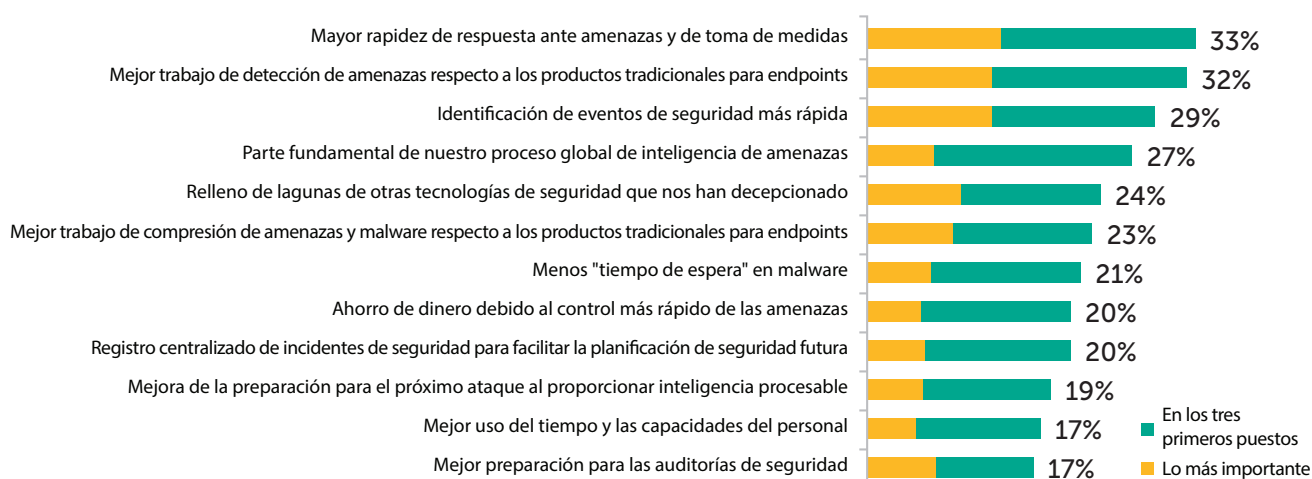 Mayor rapidez de respuesta ante amenazas y de toma de medidas 33%
Mejor trabajo de detección de amenazas respecto a los productos tradicionales para endpoints 32%
Identificación de eventos de seguridad más rápida 29%
Parte fundamental de nuestro proceso global de inteligencia de amenazas 27%
Relleno de lagunas de otras tecnologías de seguridad que nos han decepcionado 24%
Mejor trabajo de compresión de amenazas y malware respecto a los productos tradicionales para endpoints 23%
Menos "tiempo de espera" en malware 21%
Ahorro de dinero debido al control más rápido de las amenazas 20%
Registro centralizado de incidentes de seguridad para facilitar la planificación de seguridad futura 20%
Mejora de la preparación para el próximo ataque al proporcionar inteligencia procesable 19%
Mejor uso del tiempo y las capacidades del personal 17%
Mejor preparación para las auditorías de seguridad 17%
En los tres
primeros puestos
Lo más importante